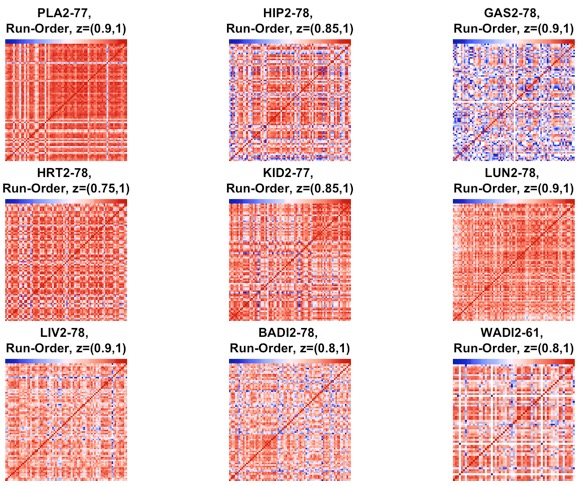 PLA2-77,
Run-Order, z=(0.9,1)
HIP2-78,
Run-Order, z=(0.85,1)
GAS2-78,
Run-Order, z=(0.9,1)
HRT2-78,
Run-Order, z=(0.75,1)
KID2-77,
Run-Order, z=(0.85,1)
LUN2-78,
Run-Order, z=(0.9,1)
LIV2-78,
Run-Order, z=(0.9,1)
BADI2-78,
Run-Order, z=(0.8,1)
WADI2-61,
Run-Order, z=(0.8,1)